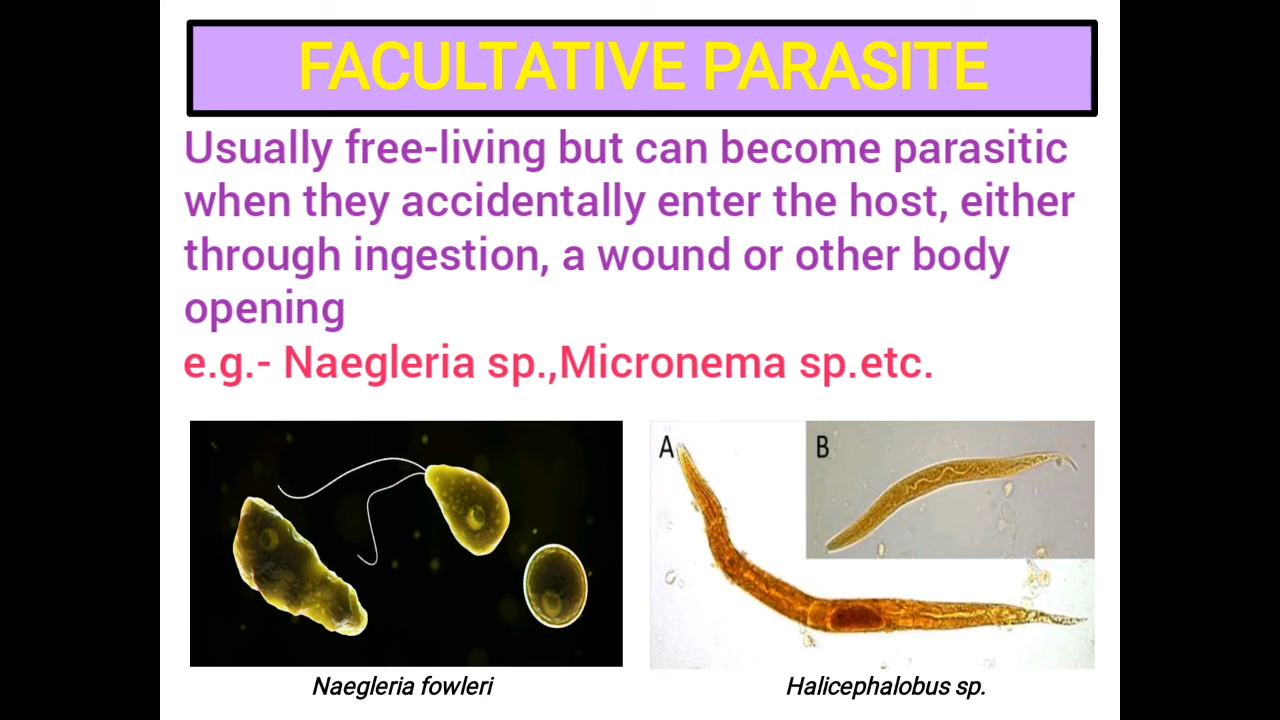 FACULTATIVE PARASITE
Usually free-living but can become parasitic
when they accidentally enter the host, either
through ingestion, a wound or other body
opening
e.g.- Naegleria sp.,Micronema sp.etc.
A
B
Naegleria fowleri
Halicephalobus sp.